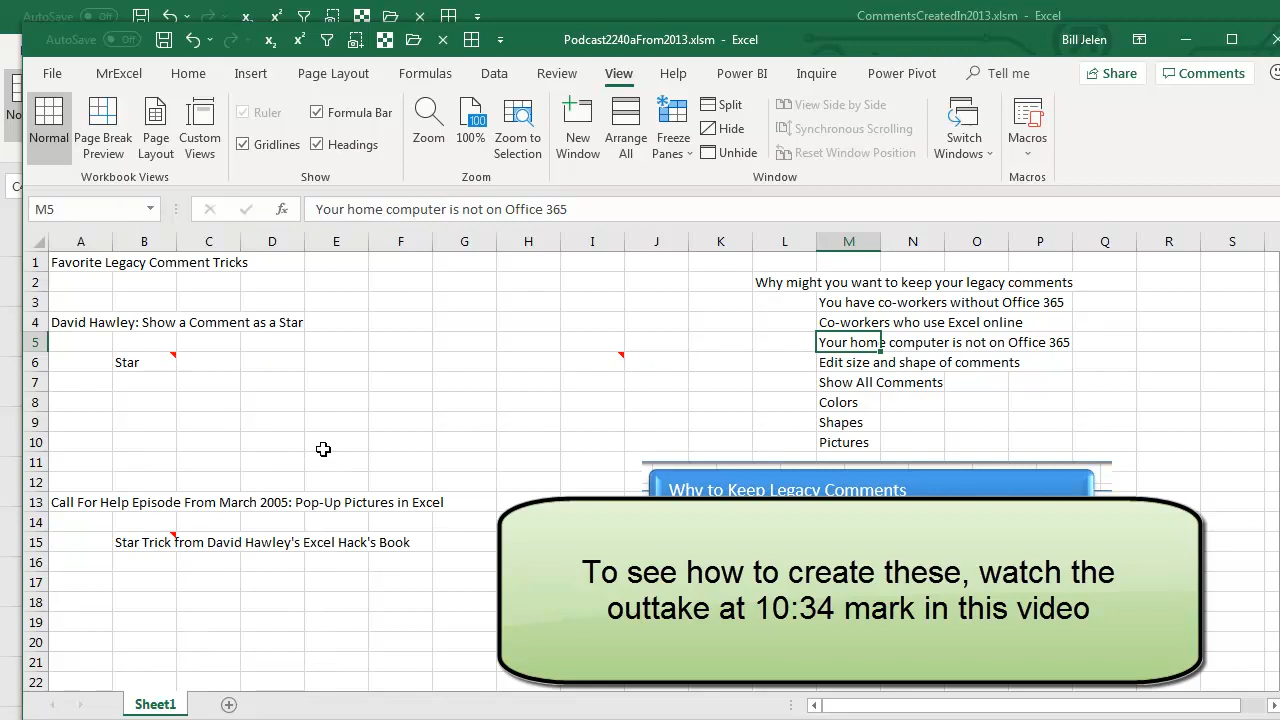 AutoSave Off
CommentsCreatedIn2013.xlsm - Excel
AutoSave Off
Podcast2240aFrom2013.xlsm - Excel
Bill Jelen
File MrExcel Home Insert Page Layout Formulas Data Review View Help Power BI Inquire Power Pivot Tell me Share Comments
Normal
Page Break Preview
Page Layout
Custom Views
Workbook Views
Ruler
Formula Bar
Gridlines
Headings
Show
Zoom
100%
Zoom to Selection
Zoom
New Window
Arrange All
Freeze Panes
Split
Hide
Unhide
View Side by Side
Synchronous Scrolling
Reset Window Position
Switch Windows
Window
Macros
Macros
M5
fx
Your home computer is not on Office 365
A B C D E F G H I J K L M N O P Q R S
1 Favorite Legacy Comment Tricks
2 Why might you want to keep your legacy comments
3 You have co-workers without Office 365
4 David Hawley: Show a Comment as a Star Co-workers who use Excel online
5 Your home computer is not on Office 365
6 Star Edit size and shape of comments
7 Show All Comments
8 Colors
9 Shapes
10 Pictures
11
12 Why to Keep Legacy Comments
13 Call For Help Episode From March 2005: Pop-Up Pictures in Excel
14
15 Star Trick from David Hawley's Excel Hack's Book
16
17
18
19
20
21
22
To see how to create these, watch the
outtake at 10:34 mark in this video
Sheet1